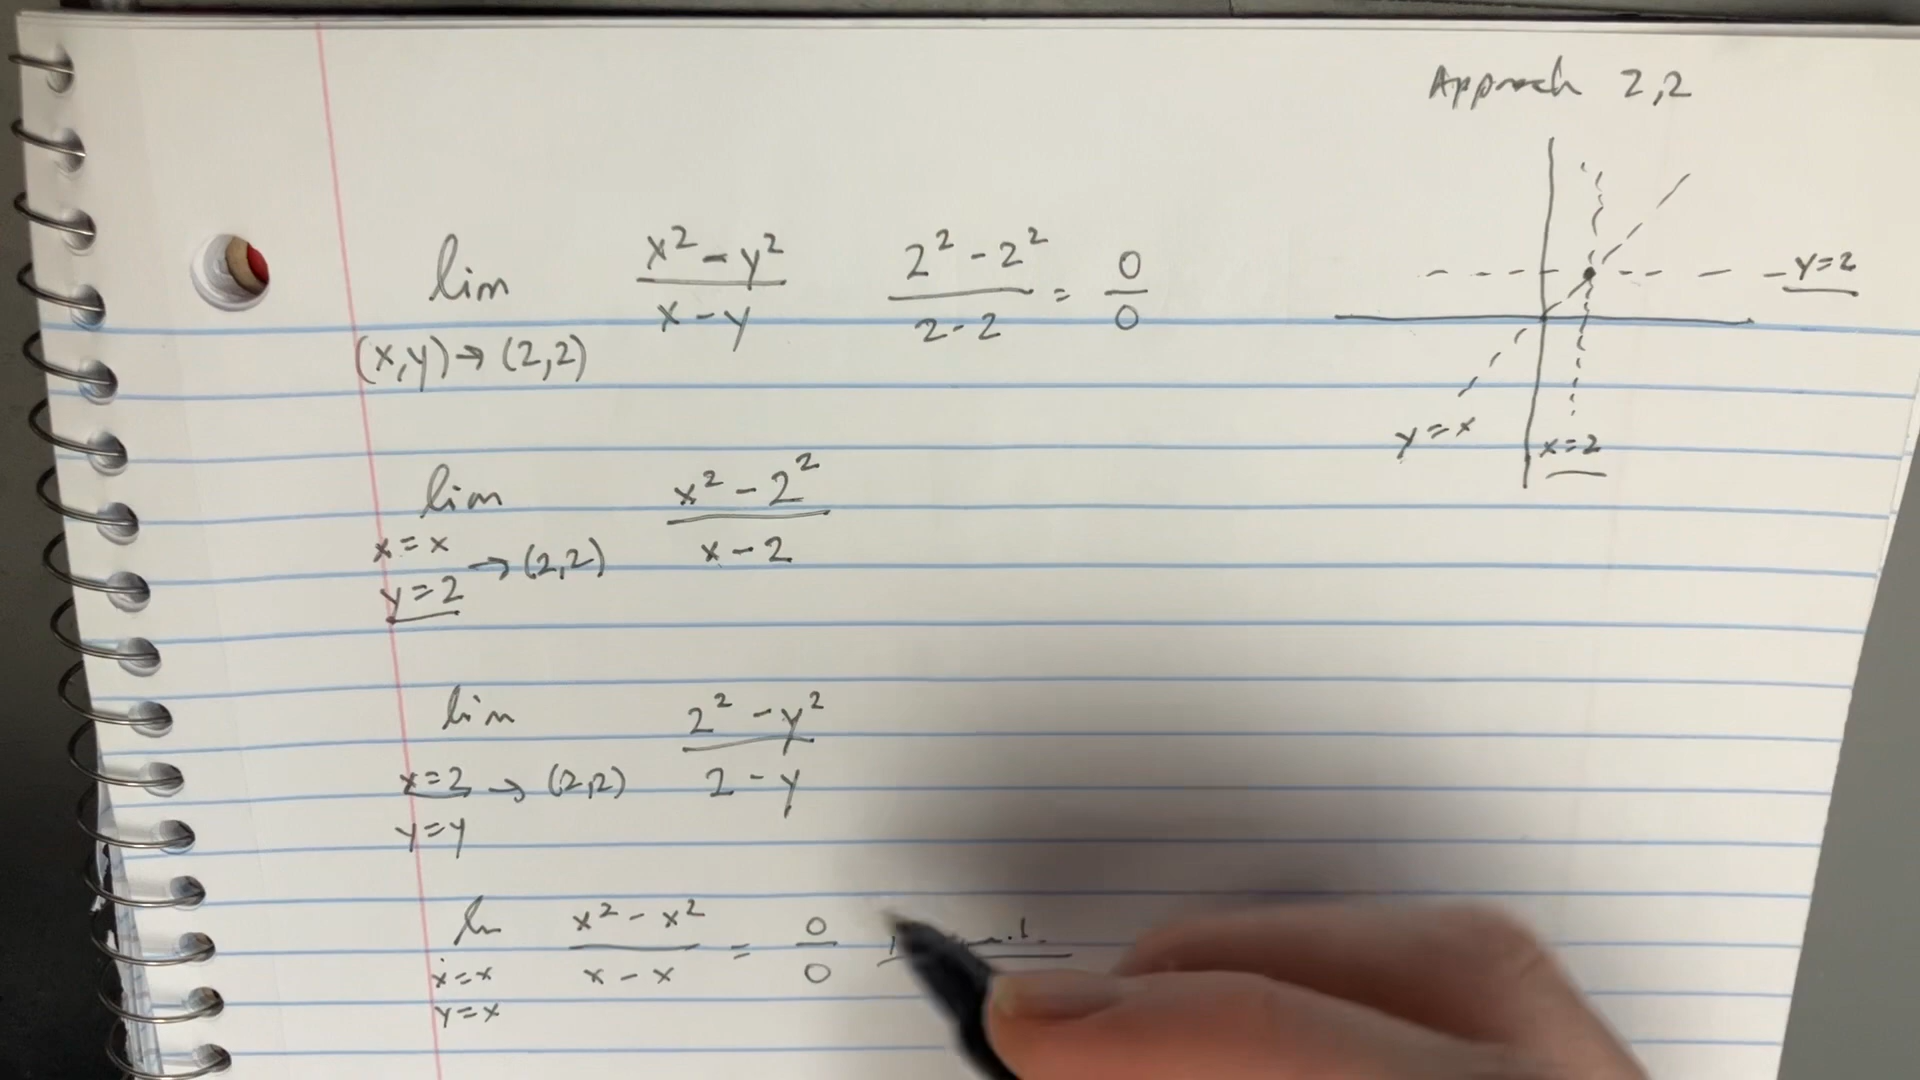 Approach 2,2
lim x² - y² / x - y 2² - 2² / 2 - 2 = 0/0
(x,y) → (2,2)
y=2
y=x
x=2
lim x² - 2² / x - 2
x=x
y=2 → (2,2)
lim 2² - y² / 2 - y
x=2 → (2,2)
y=y
lim x² - x² / x - x = 0/0
x=x
y=x